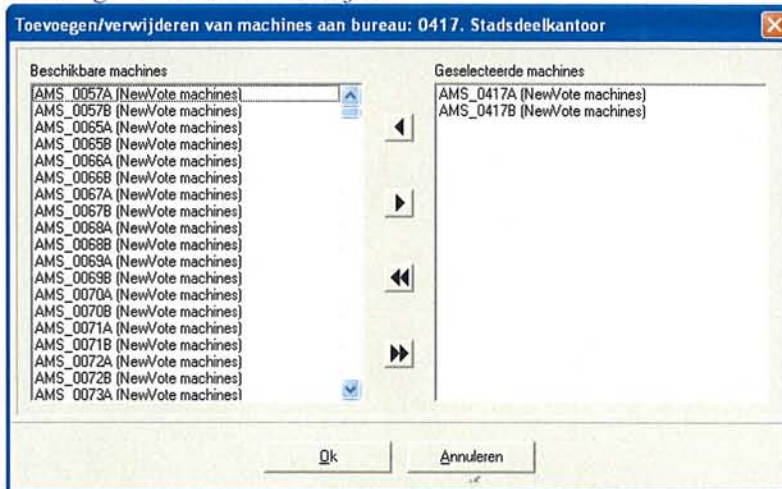 Toevoegen/verwijderen van machines aan bureau: 0417. Stadsdeelkantoor
Beschikbare machines
AMS_0057A (NewVote machines)
AMS_0057B (NewVote machines)
AMS_0065A (NewVote machines)
AMS_0065B (NewVote machines)
AMS_0066A (NewVote machines)
AMS_0066B (NewVote machines)
AMS_0067A (NewVote machines)
AMS_0067B (NewVote machines)
AMS_0068A (NewVote machines)
AMS_0068B (NewVote machines)
AMS_0069A (NewVote machines)
AMS_0069B (NewVote machines)
AMS_0070A (NewVote machines)
AMS_0070B (NewVote machines)
AMS_0071A (NewVote machines)
AMS_0071B (NewVote machines)
AMS_0072A (NewVote machines)
AMS_0072B (NewVote machines)
AMS_0073A (NewVote machines)
Geselecteerde machines
AMS_0417A (NewVote machines)
AMS_0417B (NewVote machines)
Ok
Annuleren